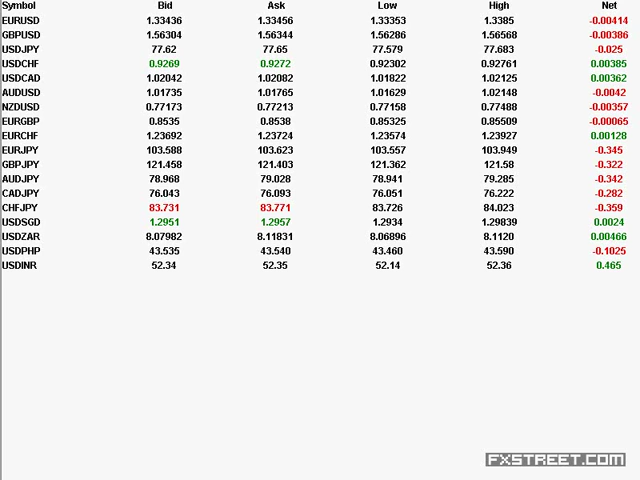 Symbol Bid Ask Low High Net
EURUSD 1.33436 1.33456 1.33353 1.3385 -0.00414
GBPUSD 1.56304 1.56344 1.56286 1.56568 -0.00386
USDJPY 77.62 77.65 77.579 77.683 -0.025
USDCHF 0.9269 0.9272 0.92302 0.92761 0.00385
USDCAD 1.02042 1.02082 1.01822 1.02125 0.00362
AUDUSD 1.01735 1.01765 1.01629 1.02148 -0.0042
NZDUSD 0.77173 0.77213 0.77158 0.77488 -0.00357
EURGBP 0.8535 0.8538 0.85325 0.85509 -0.00065
EURCHF 1.23692 1.23724 1.23574 1.23927 0.00128
EURJPY 103.588 103.623 103.557 103.949 -0.345
GBPJPY 121.458 121.403 121.362 121.58 -0.322
AUDJPY 78.968 79.028 78.941 79.285 -0.342
CADJPY 76.043 76.093 76.051 76.222 -0.282
CHFJPY 83.731 83.771 83.726 84.023 -0.359
USDSGD 1.2951 1.2957 1.2934 1.29839 0.0024
USDZAR 8.07982 8.11831 8.06896 8.1120 0.00466
USDPHP 43.535 43.540 43.460 43.590 -0.1025
USDINR 52.34 52.35 52.14 52.36 0.465
FXSTREET.COM